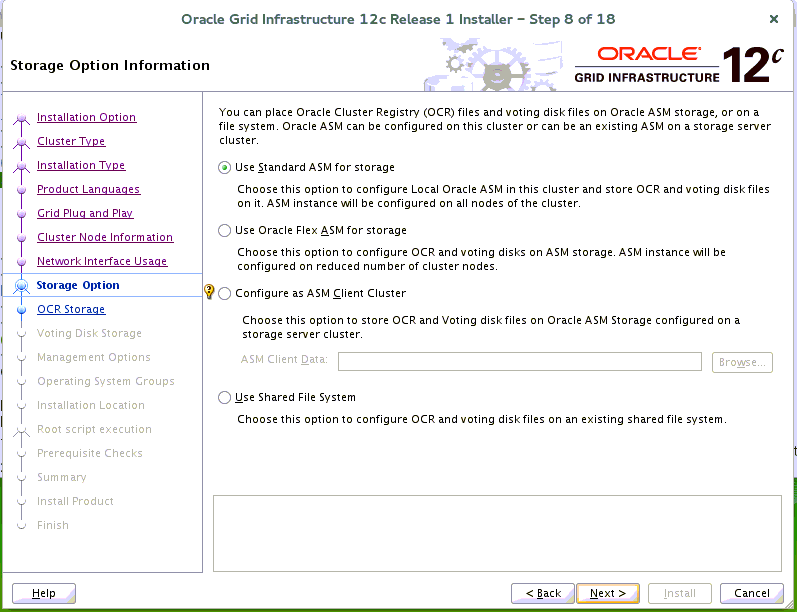 Oracle Grid Infrastructure 12c Release 1 Installer – Step 8 of 18
Storage Option Information
ORACLE
GRID INFRASTRUCTURE
12c
Installation Option
Cluster Type
Installation Type
Product Languages
Grid Plug and Play
Cluster Node Information
Network Interface Usage
Storage Option
OCR Storage
Voting Disk Storage
Management Options
Operating System Groups
Installation Location
Root script execution
Prerequisite Checks
Summary
Install Product
Finish
You can place Oracle Cluster Registry (OCR) files and voting disk files on Oracle ASM storage, or on a
file system. Oracle ASM can be configured on this cluster or can be an existing ASM on a storage server
cluster.
Use Standard ASM for storage
Choose this option to configure Local Oracle ASM in this cluster and store OCR and voting disk files
on it. ASM instance will be configured on all nodes of the cluster.
Use Oracle Flex ASM for storage
Choose this option to configure OCR and voting disks on ASM storage. ASM instance will be
configured on reduced number of cluster nodes.
Configure as ASM Client Cluster
Choose this option to store OCR and Voting disk files on Oracle ASM Storage configured on a
storage server cluster.
ASM Client Data:
Browse...
Use Shared File System
Choose this option to configure OCR and voting disk files on an existing shared file system.
Help
< Back
Next >
Install
Cancel